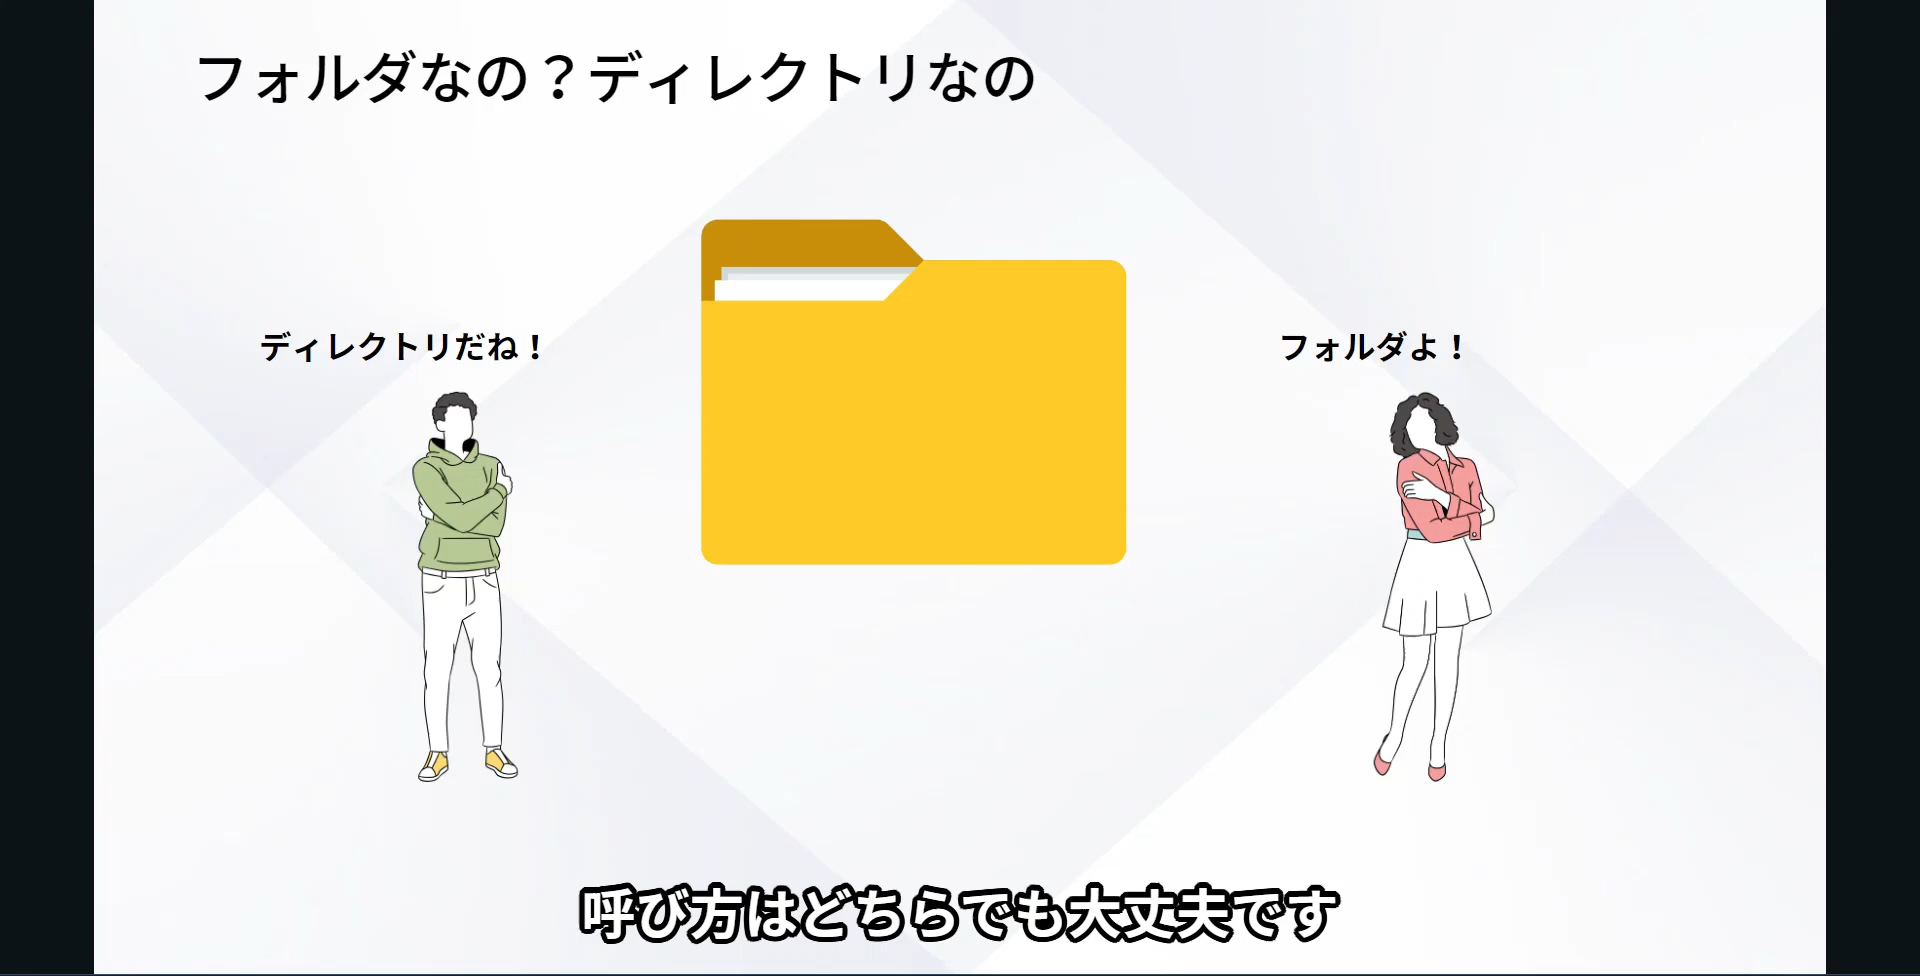 フォルダなの？ディレクトリなの
ディレクトリだね！
フォルダよ！
呼び方はどちらでも大丈夫です